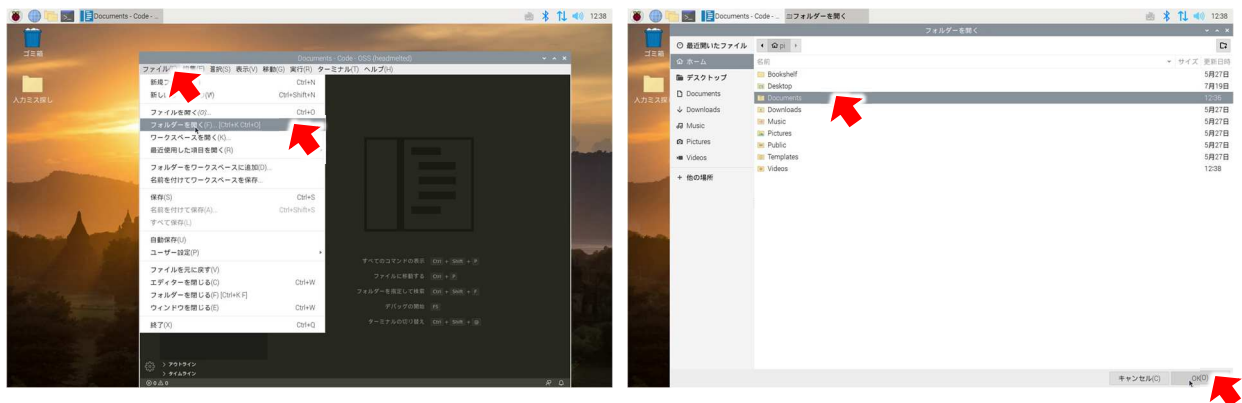 Documents - Code - ...
12:38
ゴミ箱
入力ミス探し
Documents - Code - OSS (headmelted)
ファイル 選択(S) 表示(V) 移動(G) 実行(R) ターミナル(T) ヘルプ(H)
Ctrl+N
Ctrl+Shift+N
ファイルを開く(O)... Ctrl+O
フォルダーを開く(F)... [Ctrl+K Ctrl+O]
ワークスペースを開く(K)...
最近使用した項目を開く(R)
フォルダーをワークスペースに追加(D)...
名前を付けてワークスペースを保存...
保存(S) Ctrl+S
名前を付けて保存(A)... Ctrl+Shift+S
すべて保存(L)
自動保存(U)
ユーザー設定(P)
ファイルを元に戻す(V)
エディターを閉じる(C) Ctrl+W
フォルダーを閉じる(F) [Ctrl+K F]
ウィンドウを閉じる(E) Ctrl+W
終了(X) Ctrl+Q
すべてのコマンドの表示 Ctrl + Shift + P
ファイルに移動する Ctrl + P
フォルダーを指定して検索 Ctrl + Shift + F
デバッグの開始 F5
ターミナルの切り替え Ctrl + Shift + @
アウトライン
タイムライン
0 0
Documents - Code - ... フォルダーを開く
12:38
ゴミ箱
入力ミス探
フォルダーを開く
最近開いたファイル
ホーム
デスクトップ
Documents
Downloads
Music
Pictures
Videos
+ 他の場所
pi
名前 サイズ 更新日時
Bookshelf 5月27日
Desktop 7月19日
Documents 12:36
Downloads 5月27日
Music 5月27日
Pictures 5月27日
Public 5月27日
Templates 5月27日
Videos 12:38
キャンセル(C) OK(O)